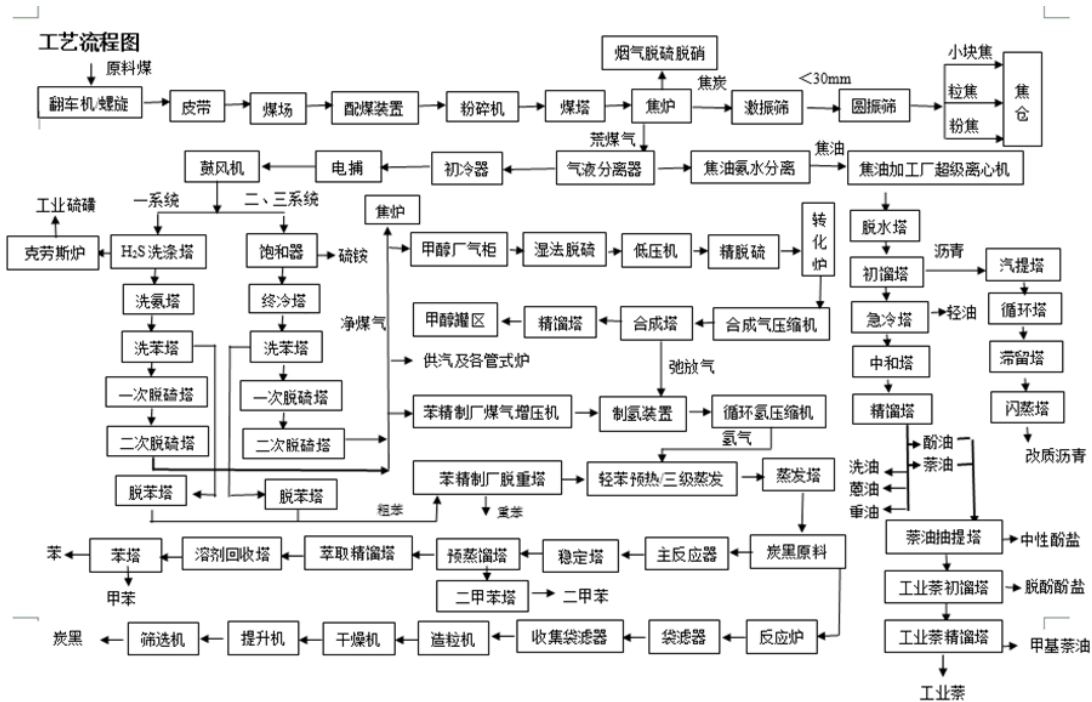 工艺流程图
原料煤
翻车机/螺旋
皮带
煤场
配煤装置
粉碎机
煤塔
焦炉
烟气脱硫脱硝
焦炭
激振筛
＜30mm
圆振筛
小块焦
粒焦
粉焦
焦仓
荒煤气
鼓风机
电捕
初冷器
气液分离器
焦油氨水分离
焦油
焦油加工厂超级离心机
一系统
二、三系统
工业硫磺
克劳斯炉
H₂S 洗涤塔
饱和器
硫铵
焦炉
甲醇厂气柜
湿法脱硫
低压机
精脱硫
转化炉
脱水塔
初馏塔
沥青
汽提塔
洗氨塔
终冷塔
净煤气
甲醇罐区
精馏塔
合成塔
合成气压缩机
急冷塔
轻油
循环塔
洗苯塔
洗苯塔
供汽及各管式炉
弛放气
中和塔
滞留塔
一次脱硫塔
一次脱硫塔
苯精制厂煤气增压机
制氢装置
循环氢压缩机
精馏塔
闪蒸塔
二次脱硫塔
二次脱硫塔
氢气
酚油
萘油
改质沥青
洗油
蒽油
重油
脱苯塔
脱苯塔
粗苯
苯精制厂脱重塔
重苯
轻苯预热/三级蒸发
蒸发塔
苯
苯塔
溶剂回收塔
萃取精馏塔
预蒸馏塔
稳定塔
主反应器
炭黑原料
萘油抽提塔
中性酚盐
甲苯
二甲苯塔
二甲苯
工业萘初馏塔
脱酚酚盐
炭黑
筛选机
提升机
干燥机
造粒机
收集袋滤器
袋滤器
反应炉
工业萘精馏塔
甲基萘油
工业萘